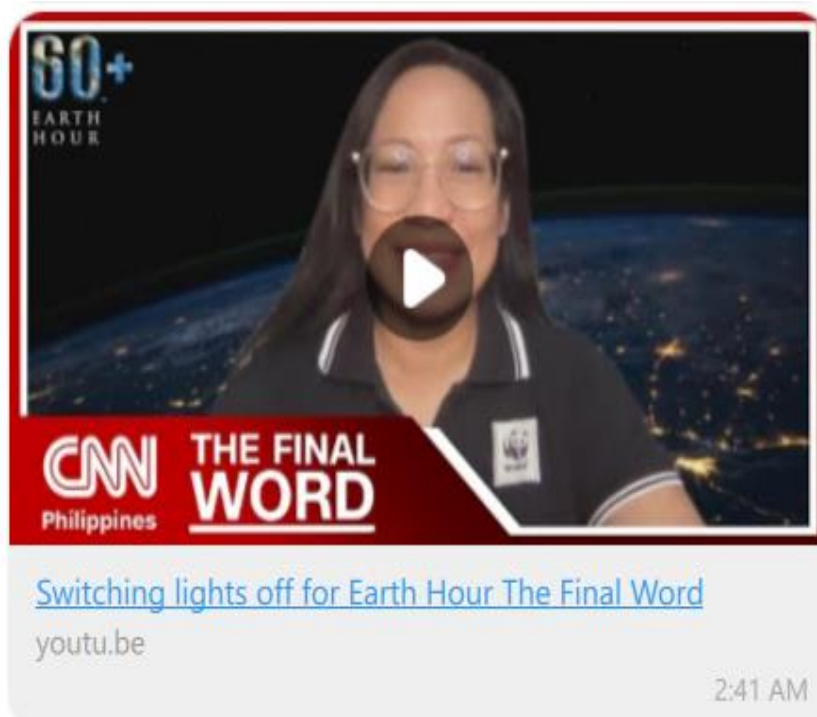 60+
EARTH
HOUR
CNN
Philippines
THE FINAL
WORD
Switching lights off for Earth Hour The Final Word
youtu.be
2:41 AM